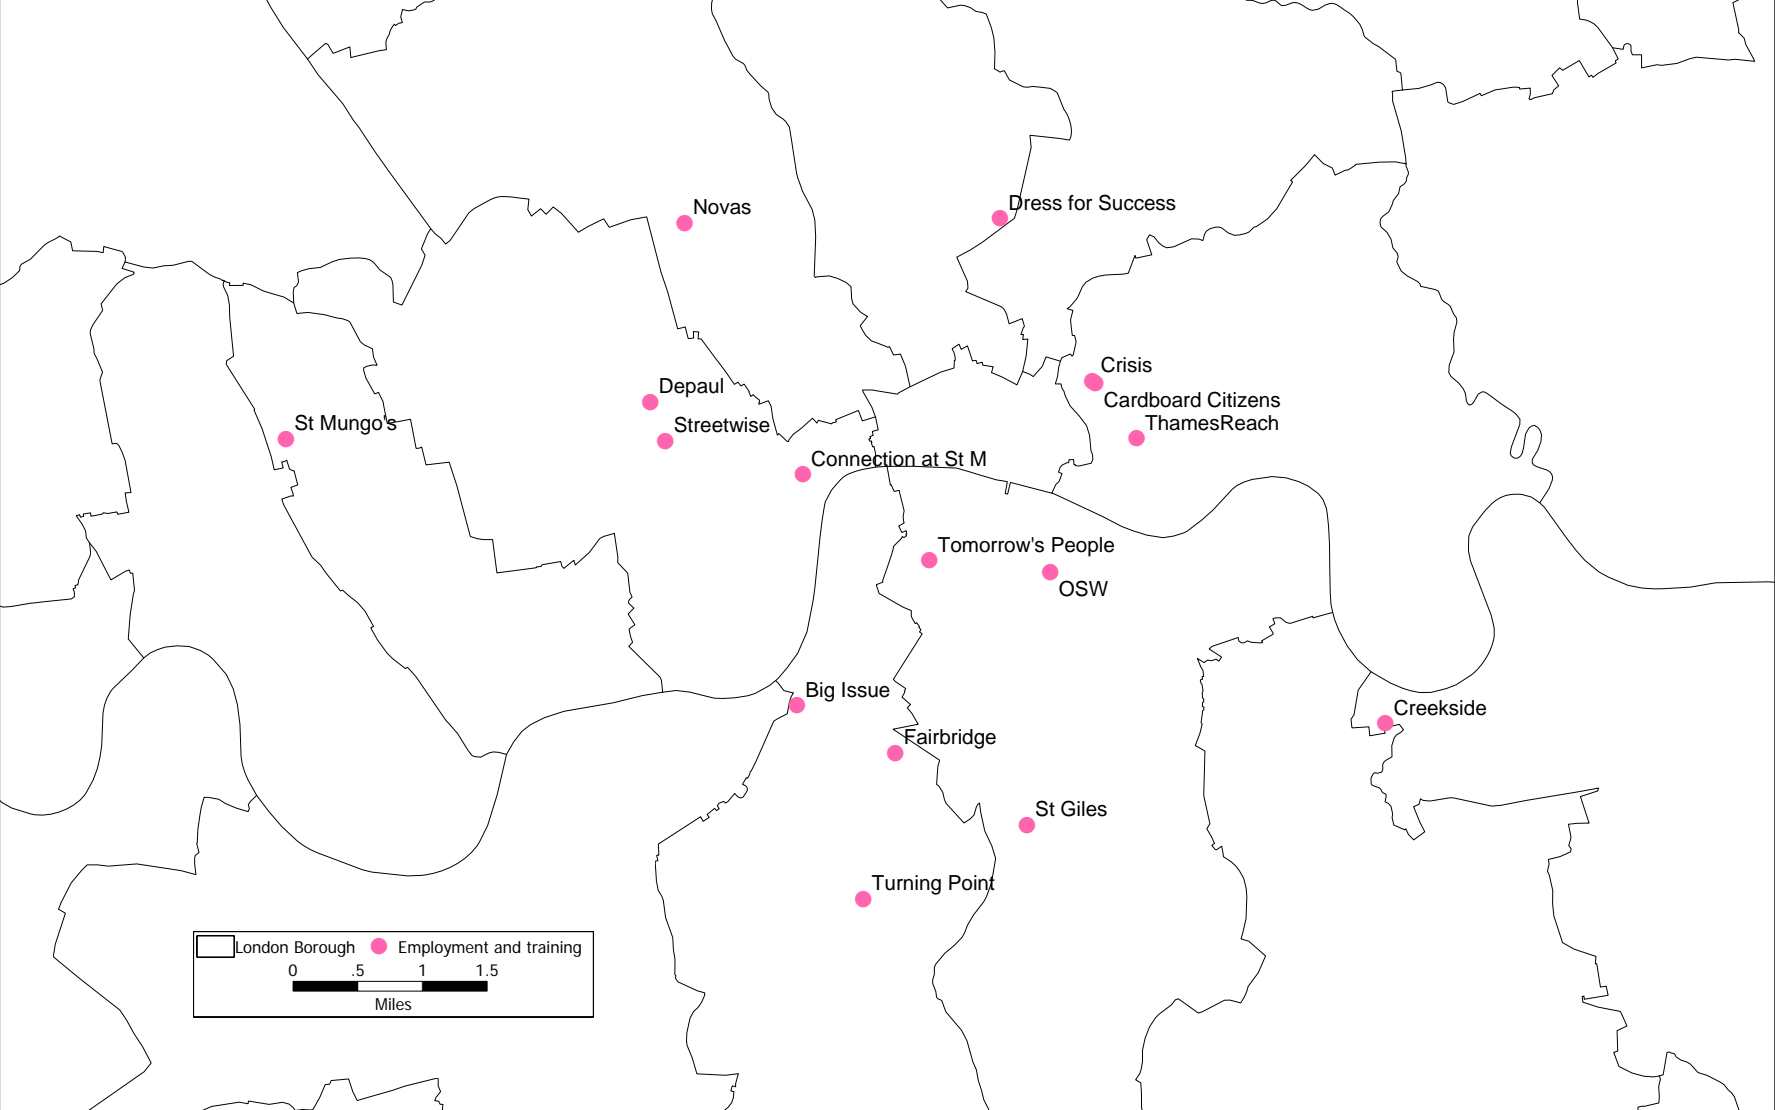 Dress for Success
Novas
Crisis
Depaul
Cardboard Citizens
St Mungo's
Streetwise
ThamesReach
Connection at St M
Tomorrow's People
OSW
Big Issue
Creekside
Fairbridge
St Giles
Turning Point
London Borough
Employment and training
0 .5 1 1.5
Miles